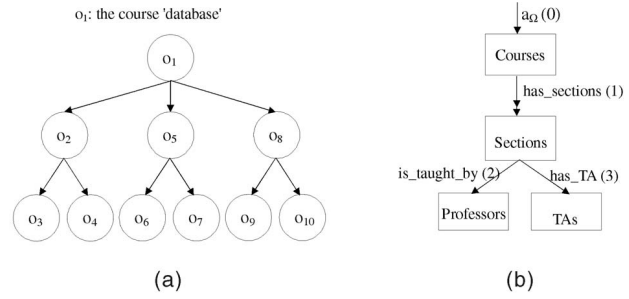 o₁: the course 'database'
o₁
o₂
o₅
o₈
o₃
o₄
o₆
o₇
o₉
o₁₀
(a)
a_Ω (0)
Courses
has_sections (1)
Sections
is_taught_by (2)
has_TA (3)
Professors
TAs
(b)